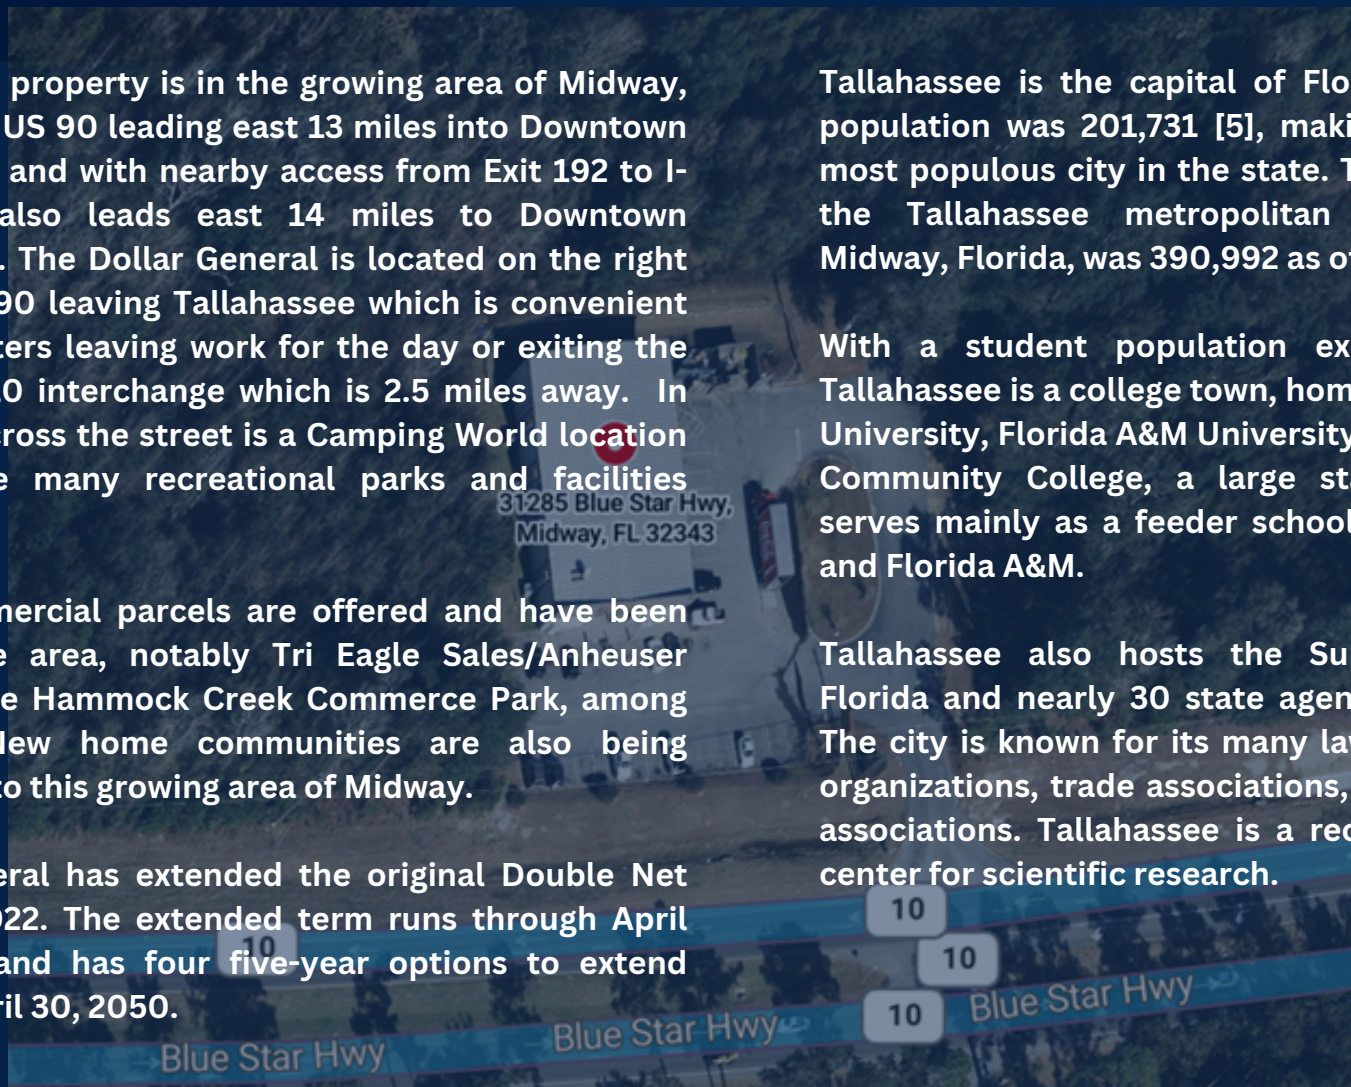 property is in the growing area of Midway,
US 90 leading east 13 miles into Downtown
and with nearby access from Exit 192 to I-
also leads east 14 miles to Downtown
. The Dollar General is located on the right
90 leaving Tallahassee which is convenient
ters leaving work for the day or exiting the
10 interchange which is 2.5 miles away. In
cross the street is a Camping World location
e many recreational parks and facilities
mercial parcels are offered and have been
e area, notably Tri Eagle Sales/Anheuser
e Hammock Creek Commerce Park, among
New home communities are also being
to this growing area of Midway.
eral has extended the original Double Net
022. The extended term runs through April
and has four five-year options to extend
ril 30, 2050.
Tallahassee is the capital of Flo
population was 201,731 [5], maki
most populous city in the state. T
the Tallahassee metropolitan
Midway, Florida, was 390,992 as of
With a student population ex
Tallahassee is a college town, hom
University, Florida A&M University
Community College, a large sta
serves mainly as a feeder school
and Florida A&M.
Tallahassee also hosts the Su
Florida and nearly 30 state agen
The city is known for its many law
organizations, trade associations,
associations. Tallahassee is a rec
center for scientific research.
31285 Blue Star Hwy,
Midway, FL 32343
10
10
10
10
Blue Star Hwy
Blue Star Hwy
Blue Star Hwy